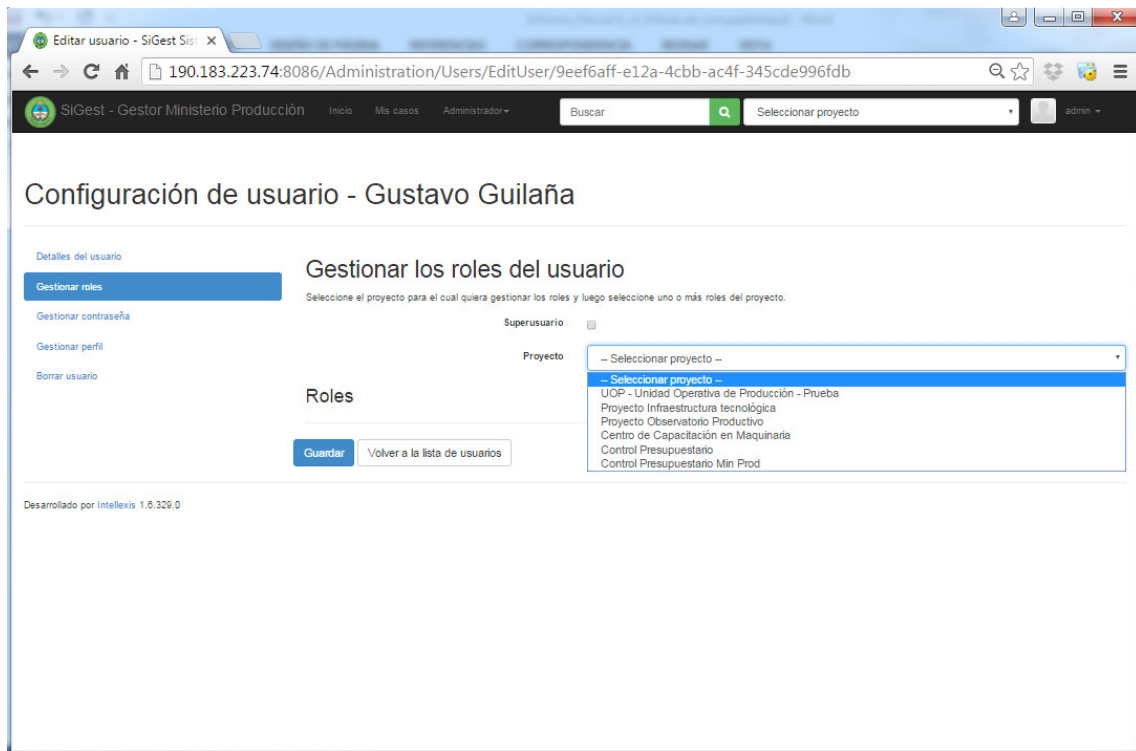 Editar usuario - SiGest Sist
190.183.223.74:8086/Administration/Users/EditUser/9eef6aff-e12a-4cbb-ac4f-345cde996fdb
SiGest - Gestor Ministerio Producción Inicio Mis casos Administrador Buscar Seleccionar proyecto admin
Configuración de usuario - Gustavo Guilaña
Detalles del usuario
Gestionar roles
Gestionar contraseña
Gestionar perfil
Borrar usuario
Gestionar los roles del usuario
Seleccione el proyecto para el cual quiera gestionar los roles y luego seleccione uno o más roles del proyecto.
Superusuario
Proyecto -- Seleccionar proyecto --
-- Seleccionar proyecto --
UOP - Unidad Operativa de Producción - Prueba
Proyecto Infraestructura tecnológica
Proyecto Observatorio Productivo
Centro de Capacitación en Maquinaria
Control Presupuestario
Control Presupuestario Min Prod
Roles
Guardar Volver a la lista de usuarios
Desarrollado por Intellexis 1.6.329.0